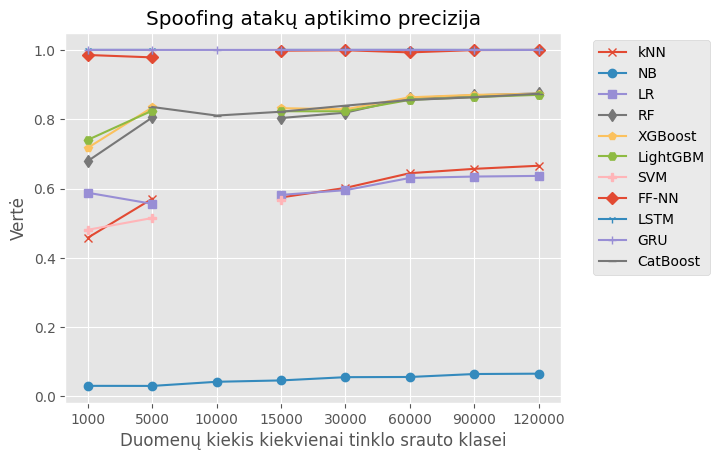 Spoofing atakų aptikimo precizija
Vertė
1.0
0.8
0.6
0.4
0.2
0.0
1000 5000 10000 15000 30000 60000 90000 120000
Duomenų kiekis kiekvienai tinklo srauto klasei
kNN
NB
LR
RF
XGBoost
LightGBM
SVM
FF-NN
LSTM
GRU
CatBoost